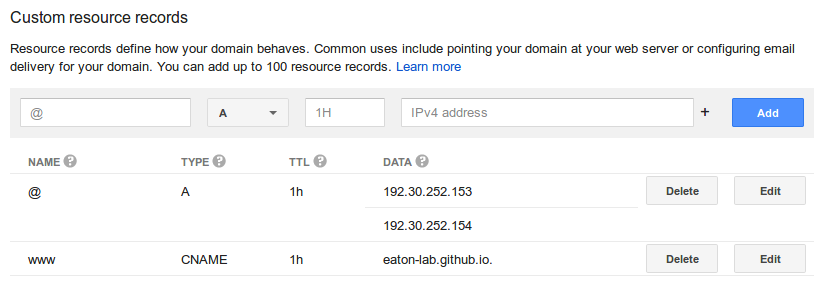 Custom resource records
Resource records define how your domain behaves. Common uses include pointing your domain at your web server or configuring email
delivery for your domain. You can add up to 100 resource records. Learn more
@ A 1H IPv4 address + Add
NAME ? TYPE ? TTL ? DATA ?
@ A 1h 192.30.252.153 Delete Edit
192.30.252.154
www CNAME 1h eaton-lab.github.io. Delete Edit